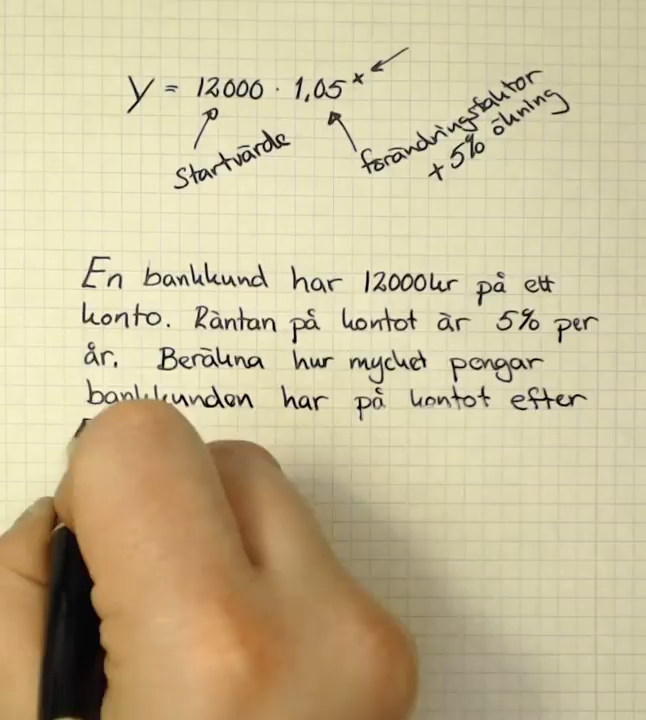 y = 12000 · 1,05^x
Startvärde
förändringsfaktor
+ 5% ökning
En bankkund har 12000kr på ett
konto. Räntan på kontot är 5% per
år. Beräkna hur mycket pengar
bankkunden har på kontot efter